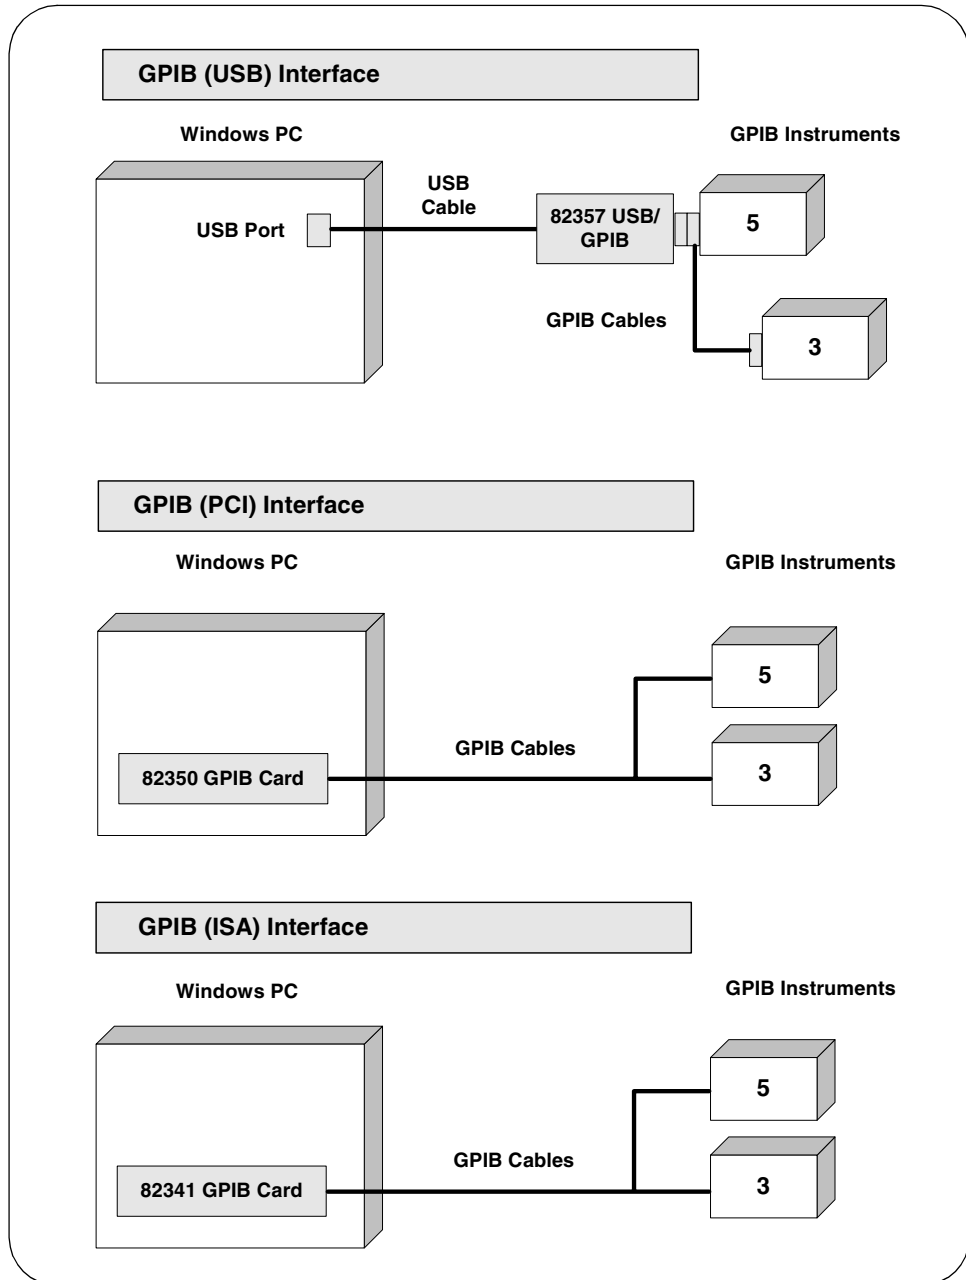 GPIB (USB) Interface
Windows PC
GPIB Instruments
USB Port
USB
Cable
82357 USB/
GPIB
5
GPIB Cables
3
GPIB (PCI) Interface
Windows PC
GPIB Instruments
82350 GPIB Card
GPIB Cables
5
3
GPIB (ISA) Interface
Windows PC
GPIB Instruments
82341 GPIB Card
GPIB Cables
5
3